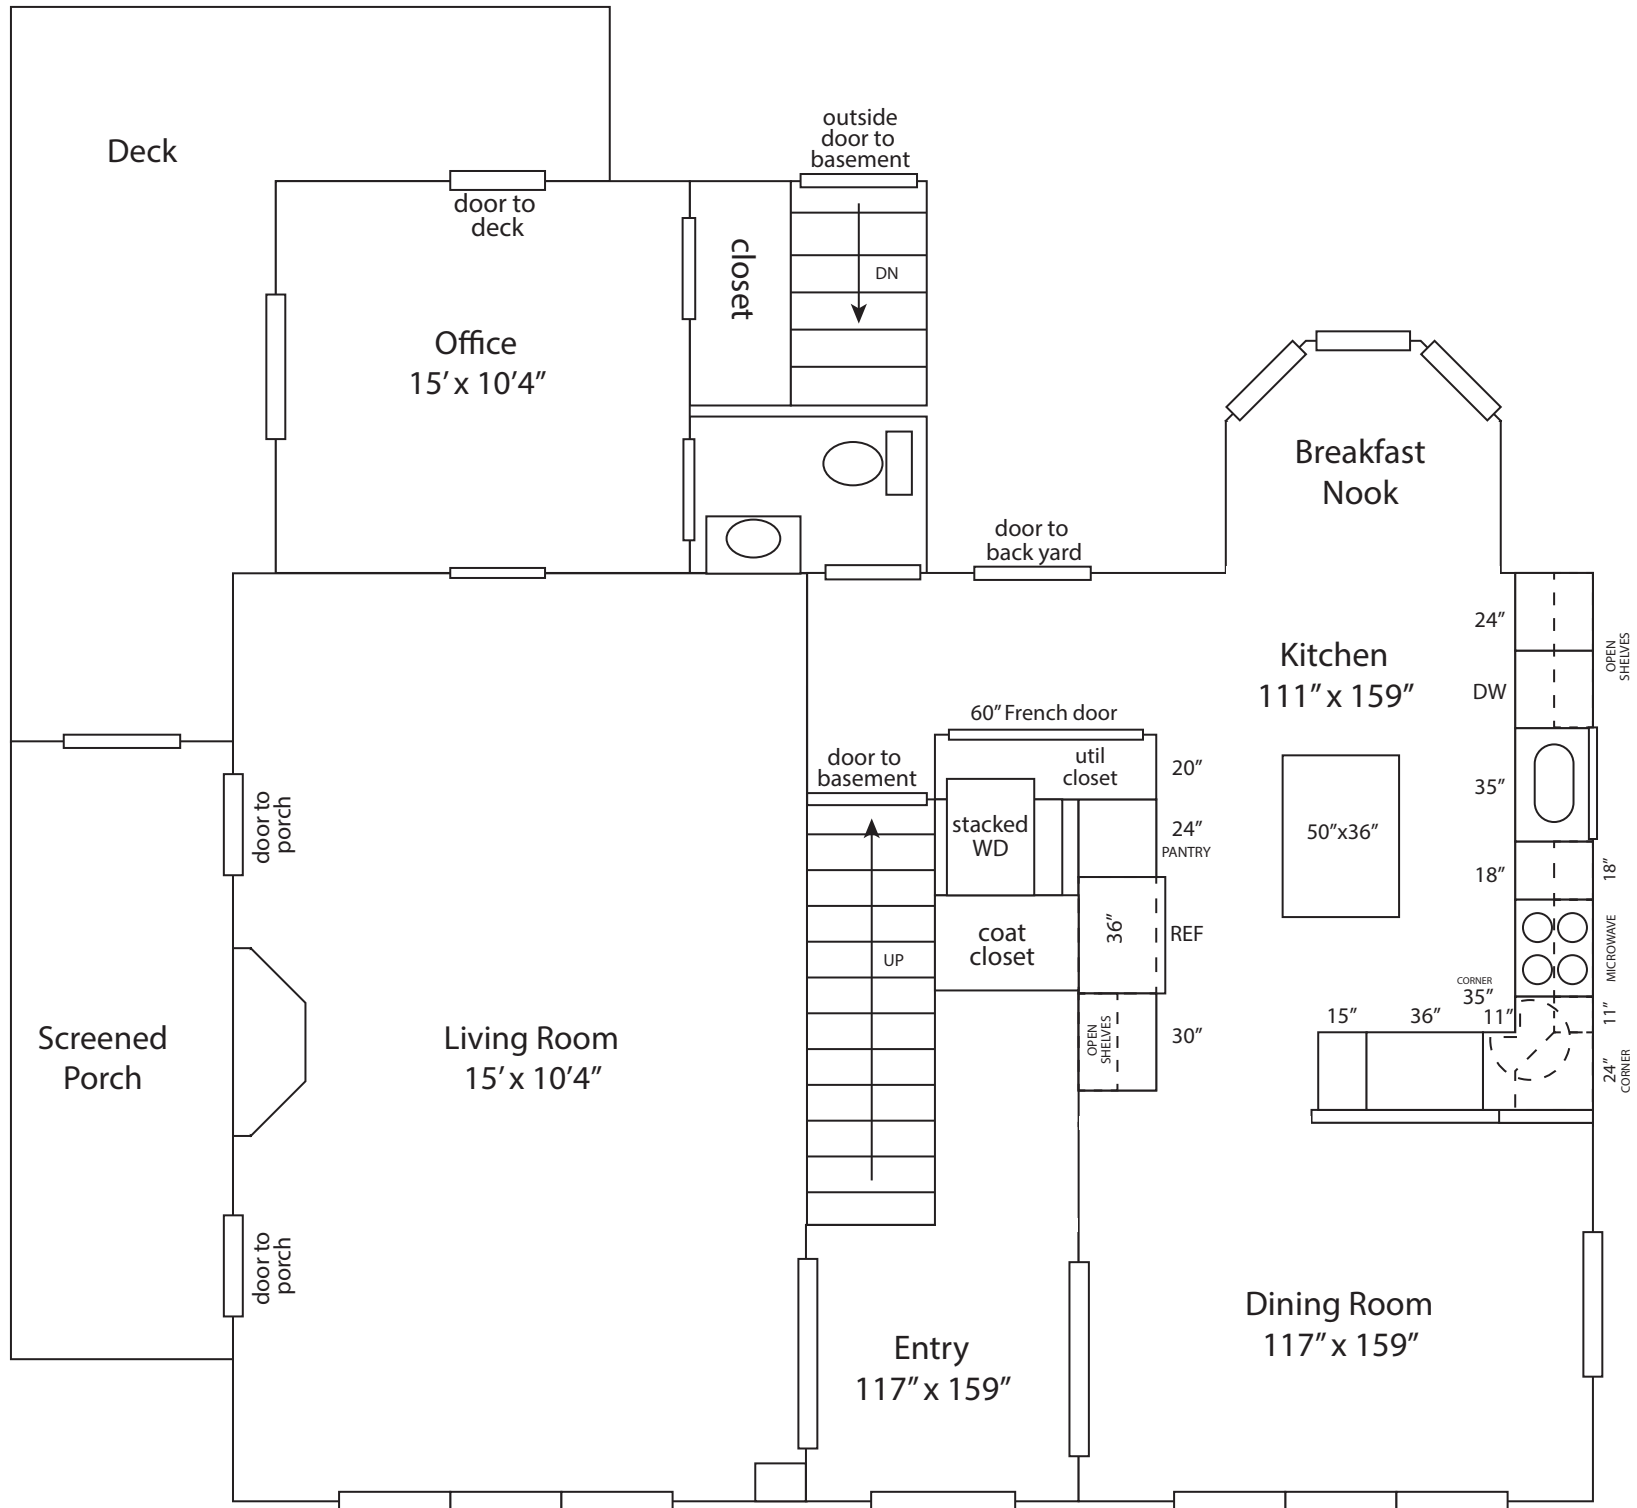 Deck
outside
door to
basement
door to
deck
closet
DN
Office
15’ x 10’4”
Breakfast
Nook
door to
back yard
24”
OPEN
SHELVES
Kitchen
111” x 159”
DW
60” French door
util
closet
20”
door to
basement
35”
door to
porch
stacked
WD
24”
PANTRY
50”x36”
18”
18”
UP
coat
closet
36”
REF
MICROWAVE
CORNER
35”
15”
36”
11”
11”
Screened
Porch
Living Room
15’ x 10’4”
OPEN
SHELVES
30”
24”
CORNER
door to
porch
Entry
117” x 159”
Dining Room
117” x 159”